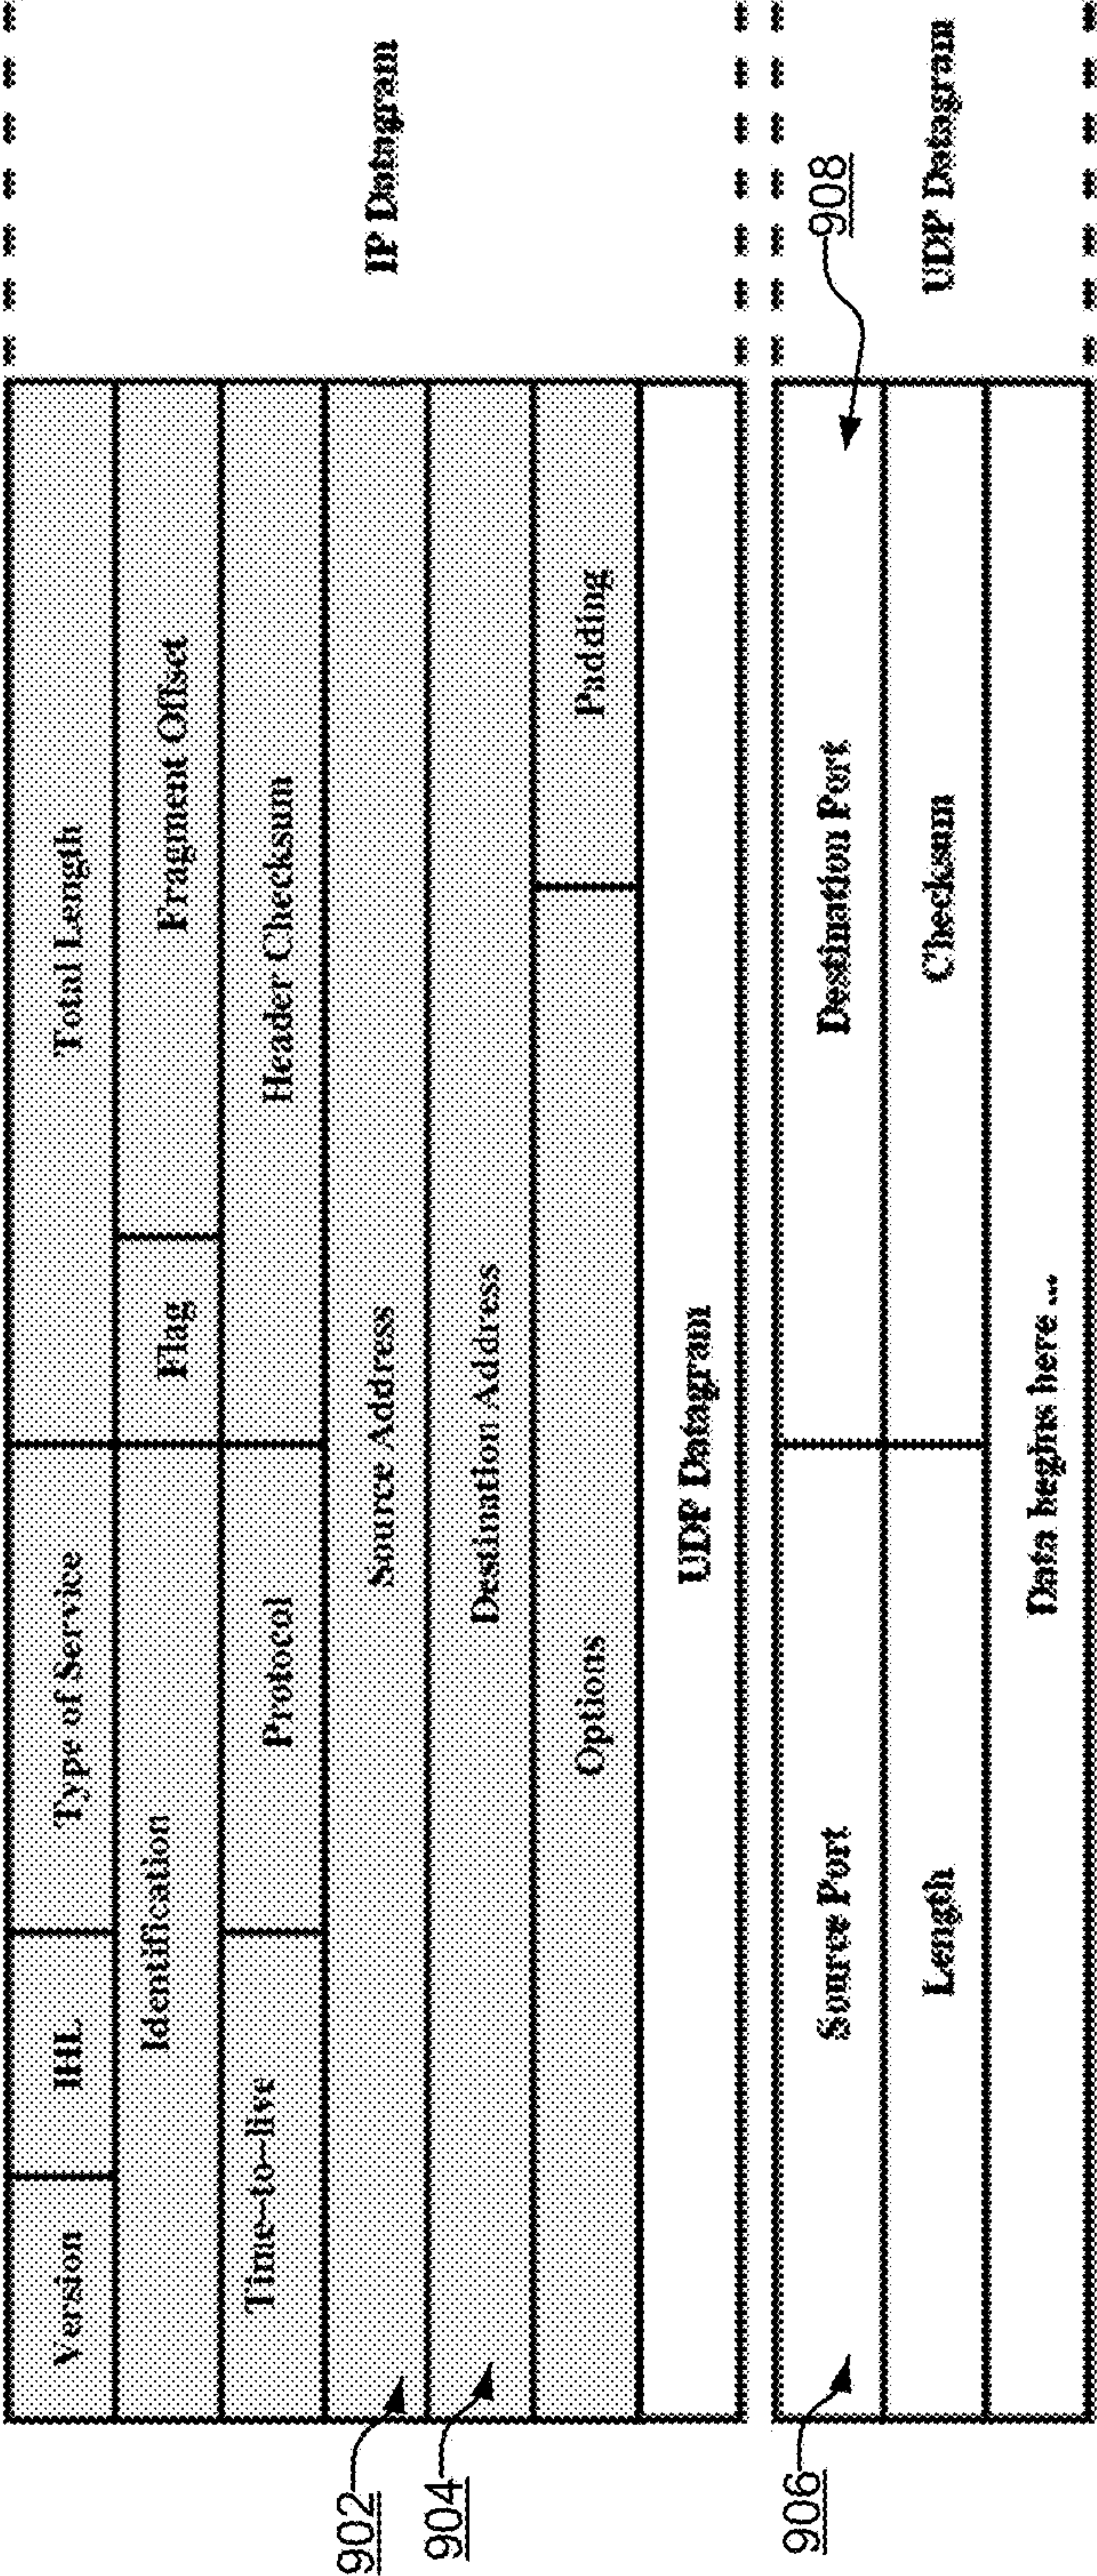 Version IHL Type of Service Total Length
Identification Flag Fragment Offset
Time-to-live Protocal Header Checksum
902 Source Address
904 Destination Address
Options Padding
UDP Datagram
IP Datagram
906 Source Port Destination Port 908
Length Checksum
Data begins here ...
UDP Datagram